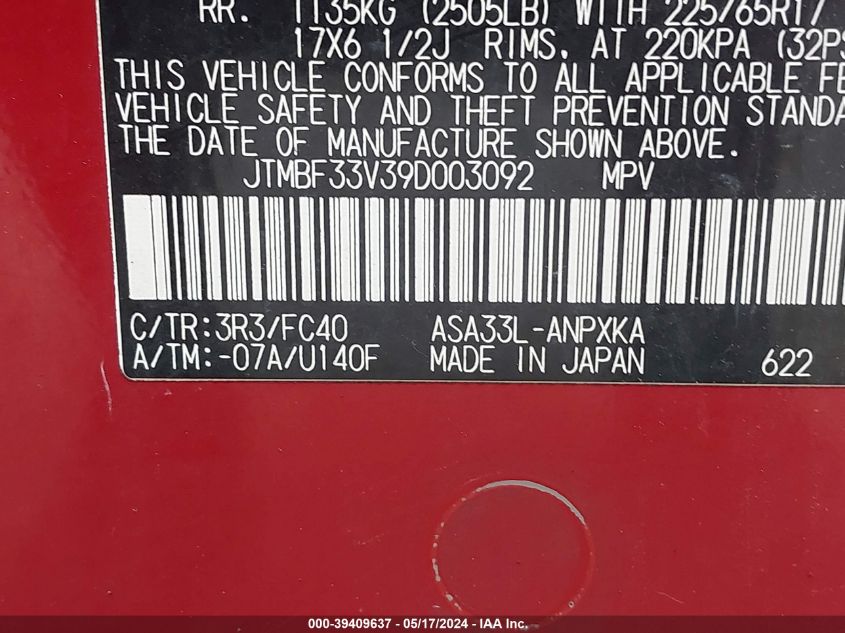 RR. 1135KG (2505LB) WITH 225/65R17
17X6 1/2J RIMS, AT 220KPA (32PS
THIS VEHICLE CONFORMS TO ALL APPLICABLE FE
VEHICLE SAFETY AND THEFT PREVENTION STANDA
THE DATE OF MANUFACTURE SHOWN ABOVE.
JTMBF33V39D003092 MPV
C/TR:3R3/FC40 ASA33L-ANPXKA
A/TM:-07A/U140F MADE IN JAPAN 622
000-39409637 - 05/17/2024 - IAAI.com